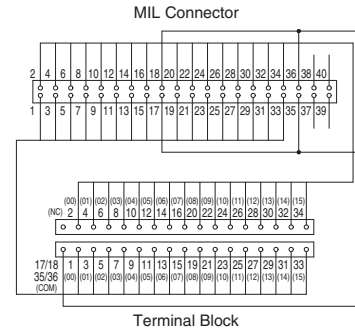 MIL Connector
2 4 6 8 10 12 14 16 18 20 22 24 26 28 30 32 34 36 38 40
1 3 5 7 9 11 13 15 17 19 21 23 25 27 29 31 33 35 37 39
(00) (01) (02) (03) (04) (05) (06) (07) (08) (09) (10) (11) (12) (13) (14) (15)
(NC) 2 4 6 8 10 12 14 16 20 22 24 26 28 30 32 34
17/18 1 3 5 7 9 11 13 15 19 21 23 25 27 29 31 33
35/36 (00) (01) (02) (03) (04) (05) (06) (07) (08) (09) (10) (11) (12) (13) (14) (15)
(COM)
Terminal Block